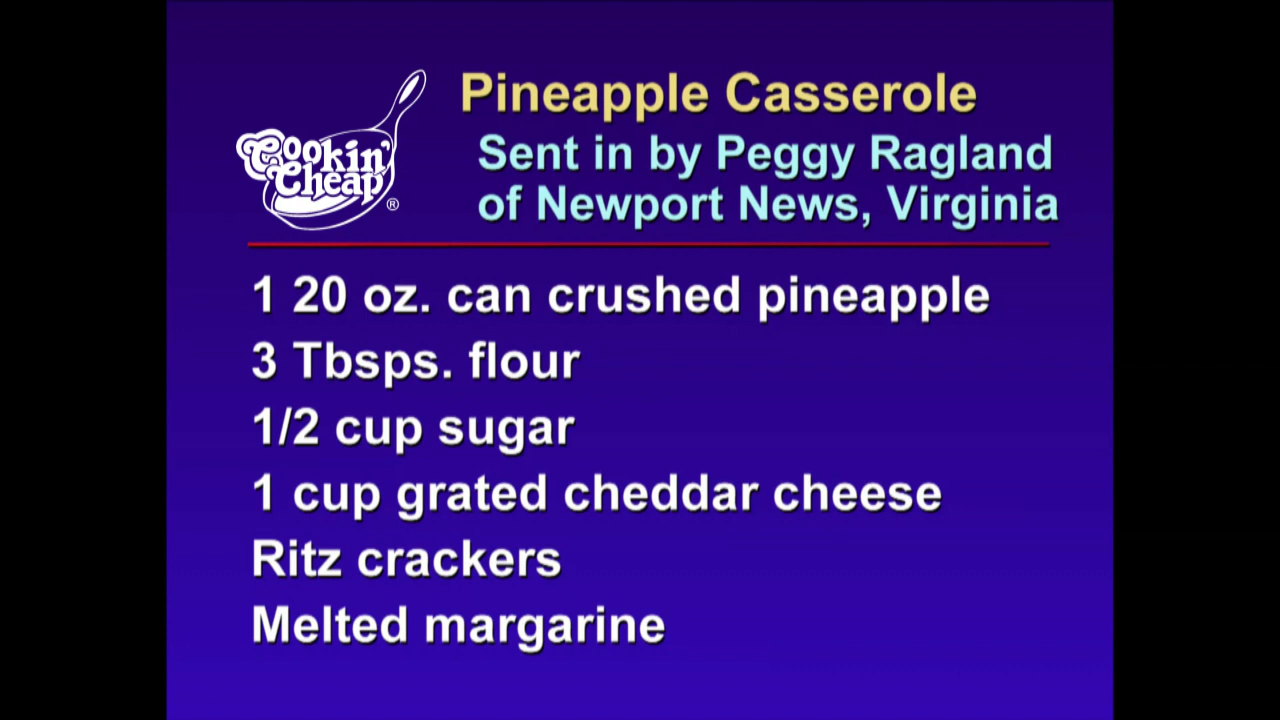 Cookin'
Cheap
®
Pineapple Casserole
Sent in by Peggy Ragland
of Newport News, Virginia
1 20 oz. can crushed pineapple
3 Tbsps. flour
1/2 cup sugar
1 cup grated cheddar cheese
Ritz crackers
Melted margarine